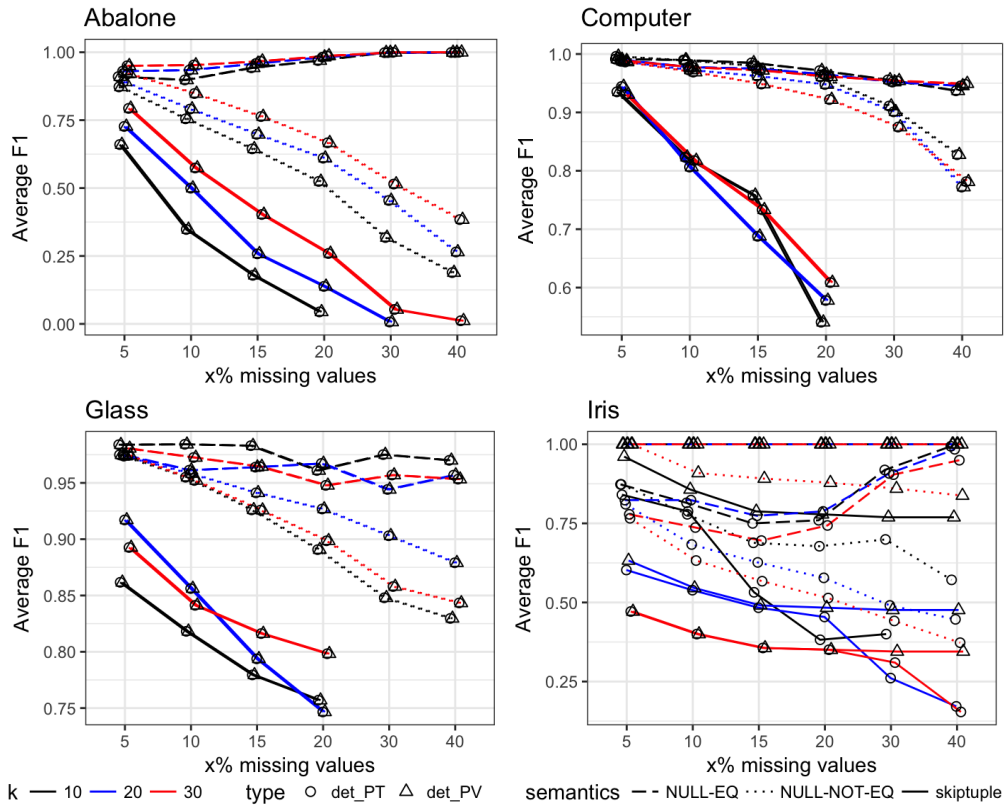 Abalone
Average F1
1.00
0.75
0.50
0.25
0.00
5 10 15 20 30 40
x% missing values
Computer
Average F1
1.0
0.9
0.8
0.7
0.6
5 10 15 20 30 40
x% missing values
Glass
Average F1
0.95
0.90
0.85
0.80
0.75
5 10 15 20 30 40
x% missing values
Iris
Average F1
1.00
0.75
0.50
0.25
5 10 15 20 30 40
x% missing values
k 10 20 30 type det_PT det_PV semantics NULL-EQ NULL-NOT-EQ skiptuple